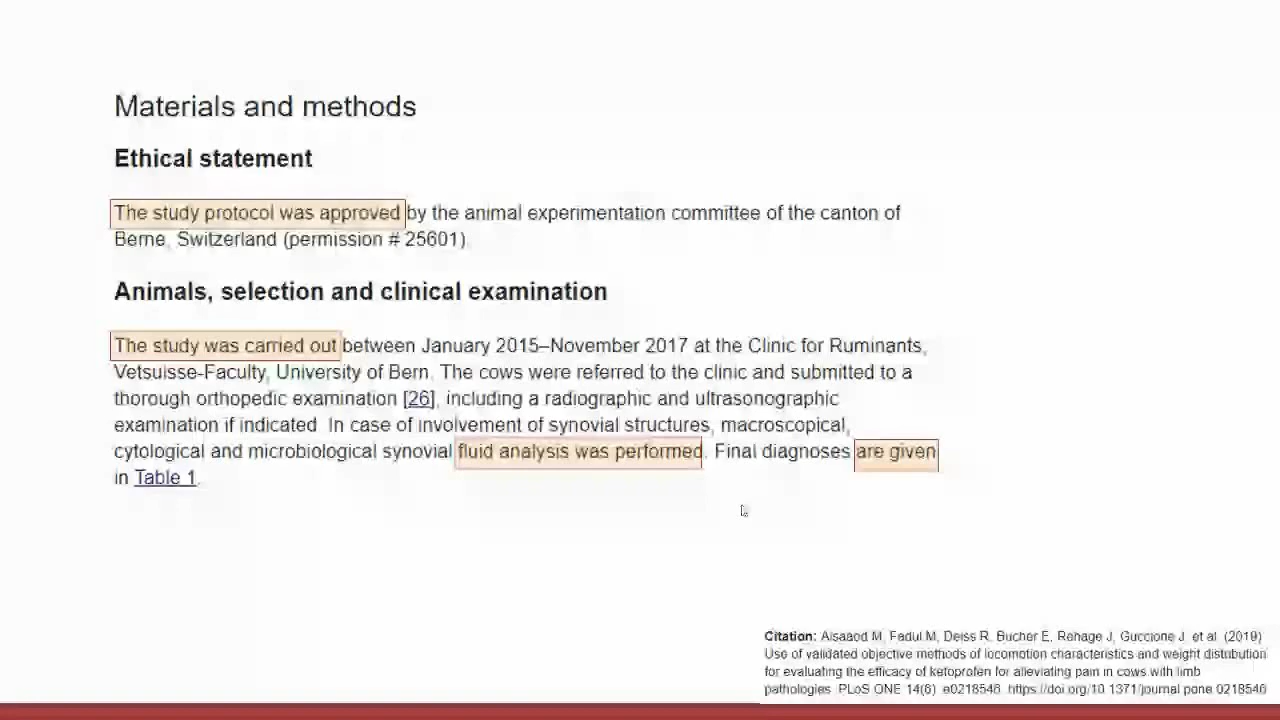 Materials and methods
Ethical statement
The study protocol was approved by the animal experimentation committee of the canton of
Berne, Switzerland (permission # 25601).
Animals, selection and clinical examination
The study was carried out between January 2015–November 2017 at the Clinic for Ruminants,
Vetsuisse-Faculty, University of Bern. The cows were referred to the clinic and submitted to a
thorough orthopedic examination [26], including a radiographic and ultrasonographic
examination if indicated. In case of involvement of synovial structures, macroscopical,
cytological and microbiological synovial fluid analysis was performed. Final diagnoses are given
in Table 1.
Citation: Alsaaod M, Fadul M, Deiss R, Bucher E, Rehage J, Guccione J, et al. (2019)
Use of validated objective methods of locomotion characteristics and weight distribution
for evaluating the efficacy of ketoprofen for alleviating pain in cows with limb
pathologies. PLoS ONE 14(6): e0218546. https://doi.org/10.1371/journal.pone.0218546